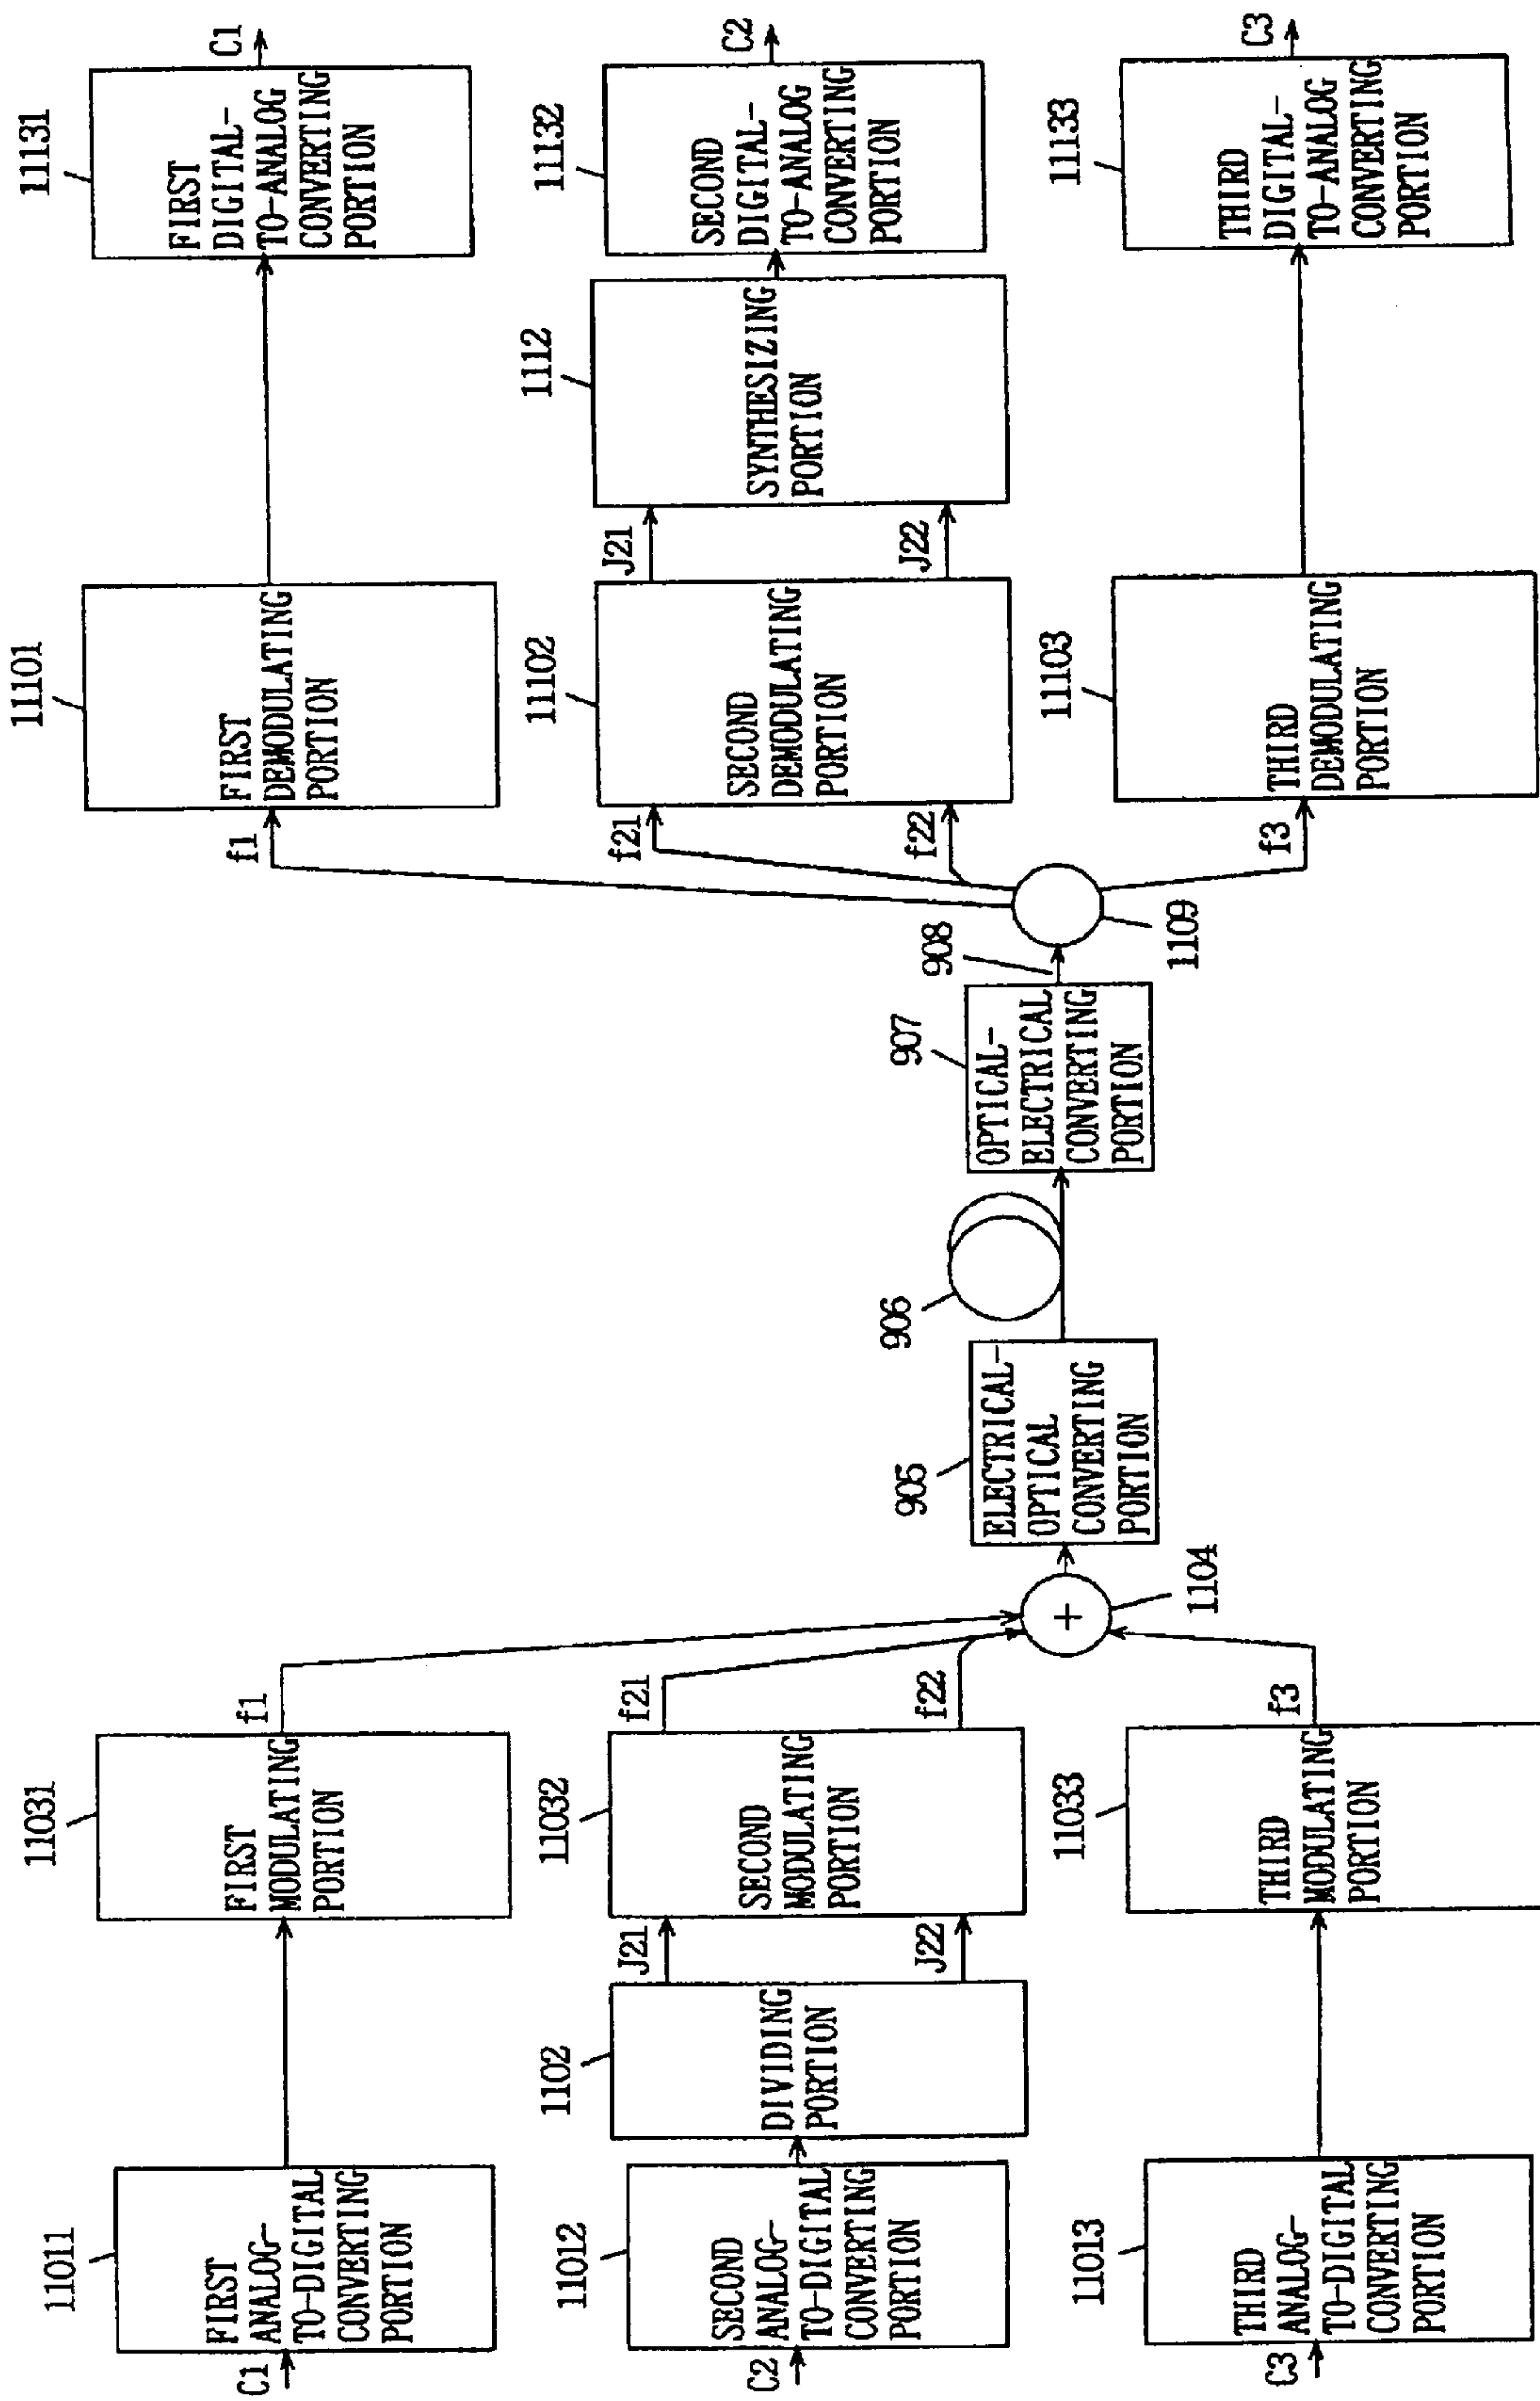 C1
11011
FIRST
ANALOG-
TO-DIGITAL
CONVERTING
PORTION
11031
FIRST
MODULATING
PORTION
f1
f1
11101
FIRST
DEMODULATING
PORTION
11131
FIRST
DIGITAL-
TO-ANALOG
CONVERTING
PORTION
C1
C2
11012
SECOND
ANALOG-
TO-DIGITAL
CONVERTING
PORTION
1102
DIVIDING
PORTION
J21
J22
11032
SECOND
MODULATING
PORTION
f21
f22
f21
f22
11102
SECOND
DEMODULATING
PORTION
J21
J22
1112
SYNTHESIZING
PORTION
11132
SECOND
DIGITAL-
TO-ANALOG
CONVERTING
PORTION
C2
+
1104
905
ELECTRICAL-
OPTICAL
CONVERTING
PORTION
906
907
OPTICAL-
ELECTRICAL
CONVERTING
PORTION
908
1109
C3
11013
THIRD
ANALOG-
TO-DIGITAL
CONVERTING
PORTION
11033
THIRD
MODULATING
PORTION
f3
f3
11103
THIRD
DEMODULATING
PORTION
11133
THIRD
DIGITAL-
TO-ANALOG
CONVERTING
PORTION
C3